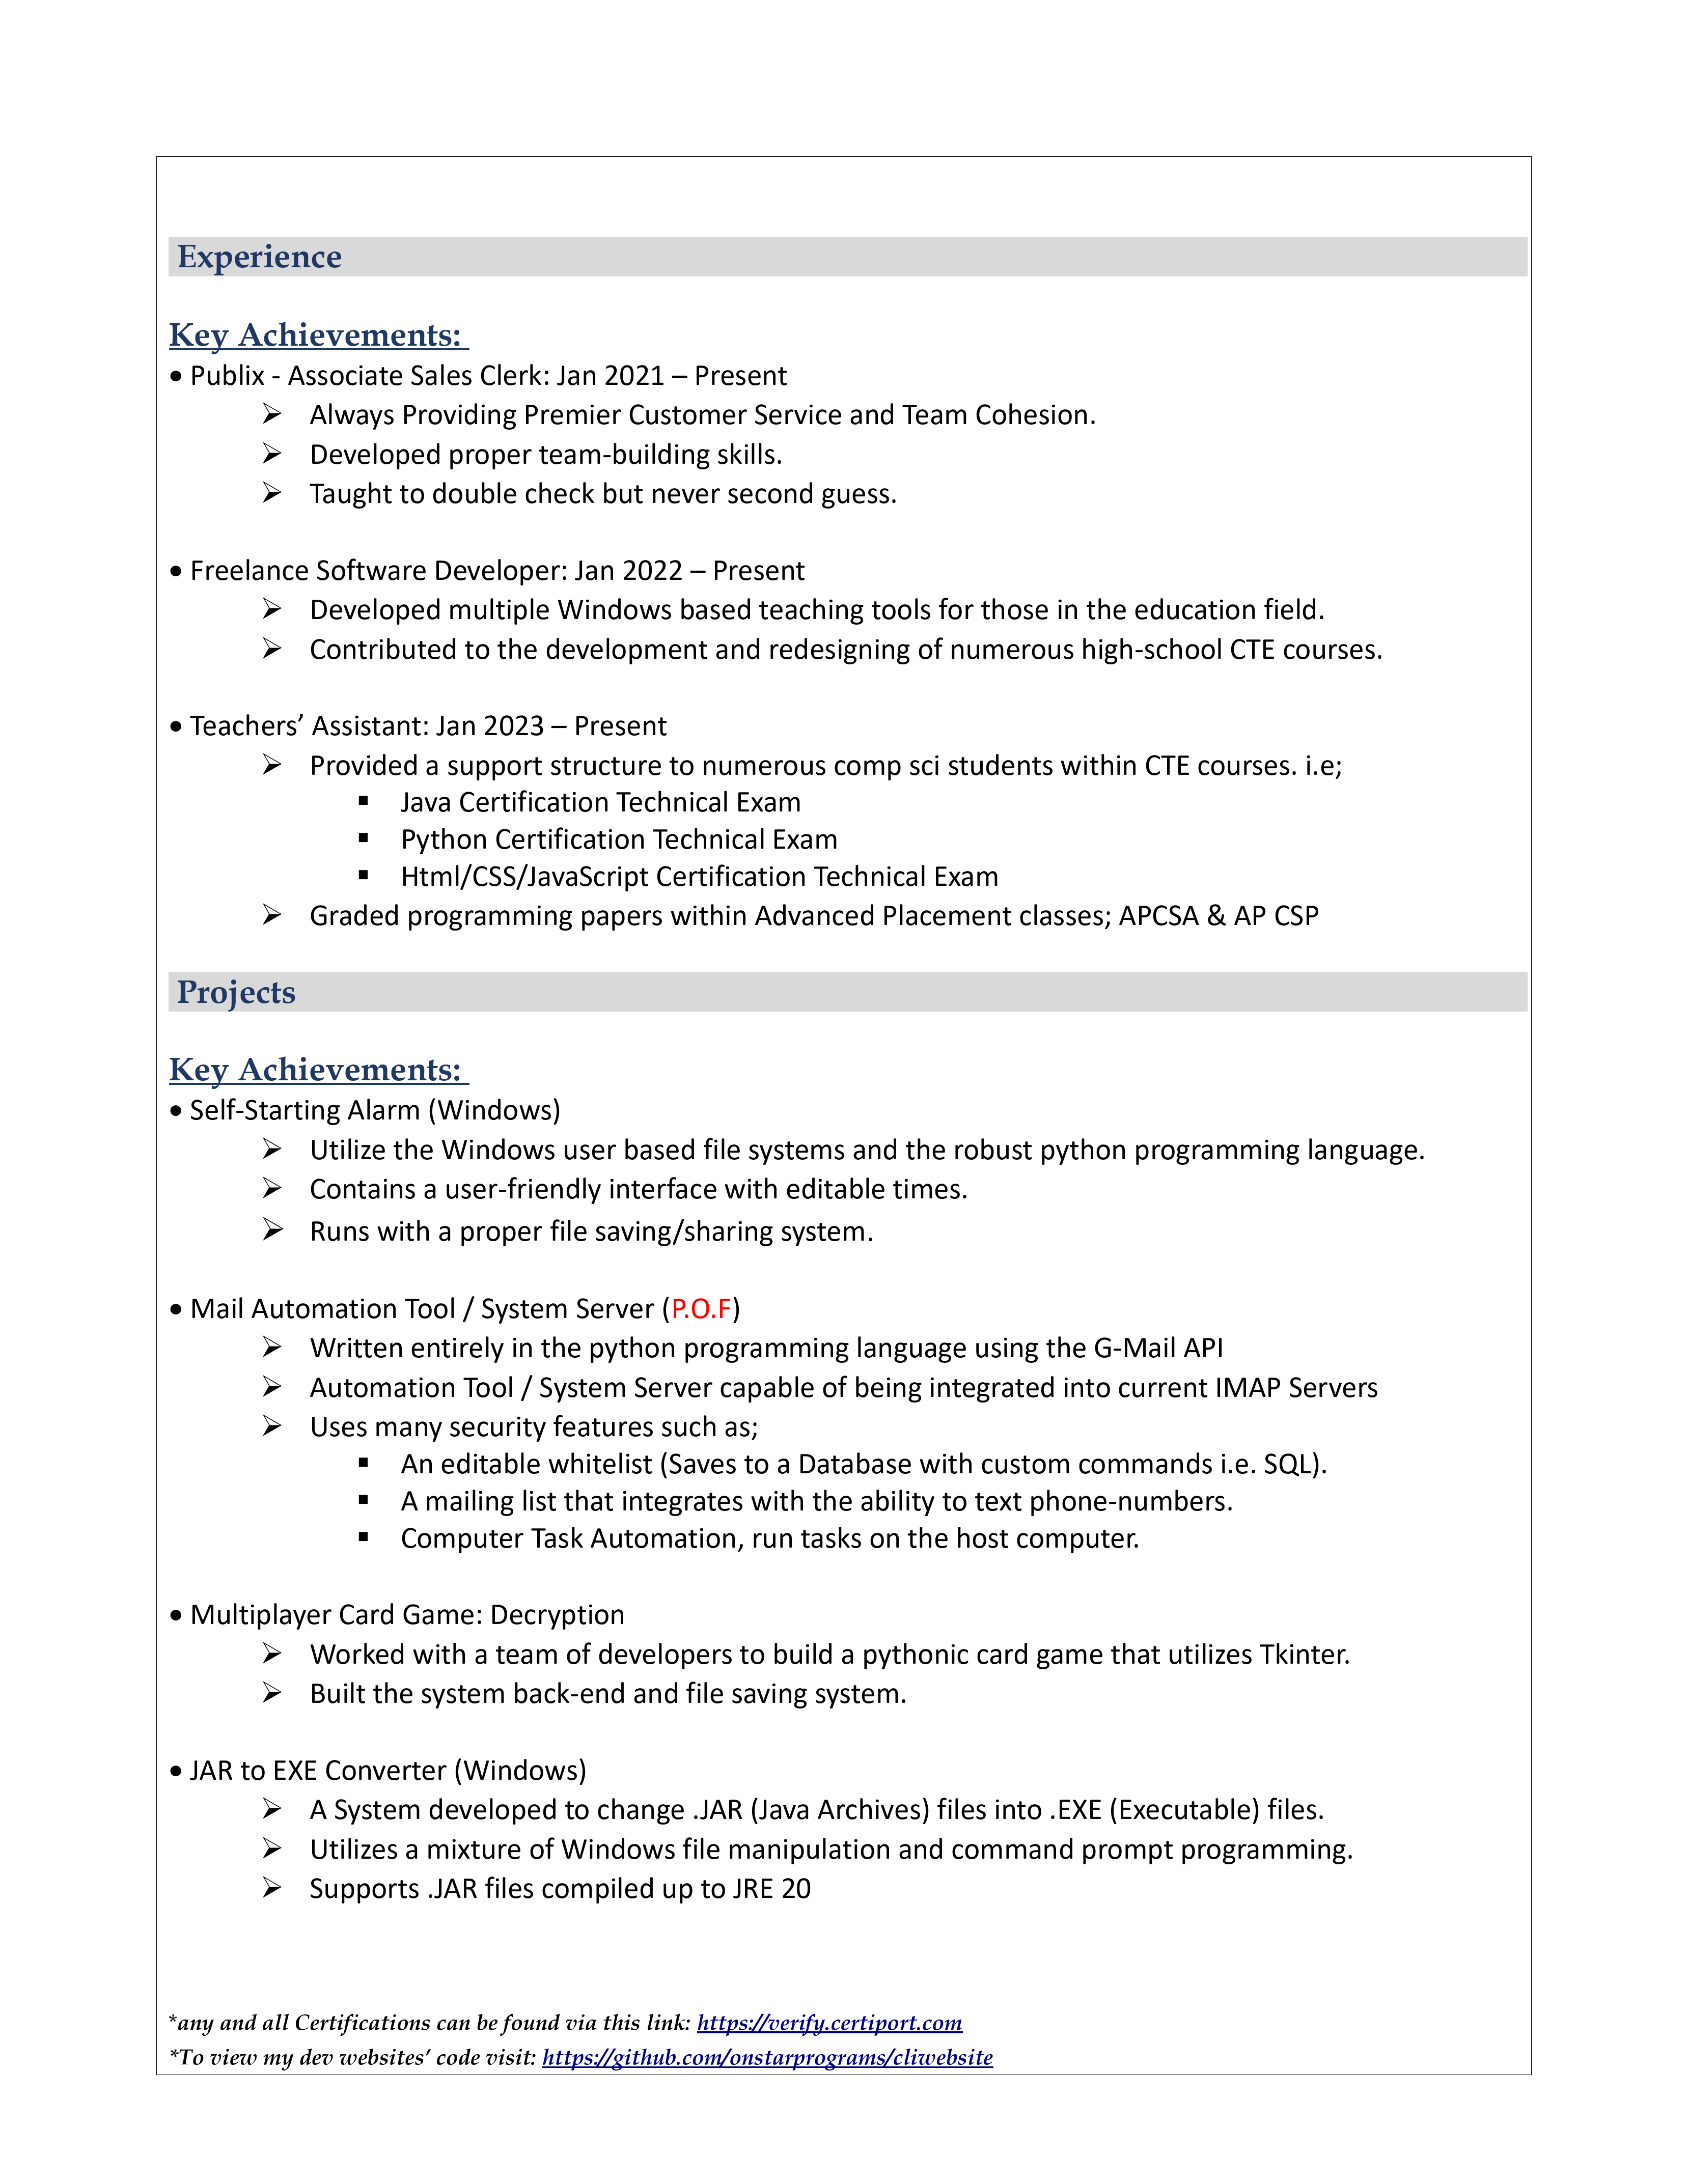 Experience
Key Achievements:
• Publix - Associate Sales Clerk: Jan 2021 – Present
➢ Always Providing Premier Customer Service and Team Cohesion.
➢ Developed proper team-building skills.
➢ Taught to double check but never second guess.
• Freelance Software Developer: Jan 2022 – Present
➢ Developed multiple Windows based teaching tools for those in the education field.
➢ Contributed to the development and redesigning of numerous high-school CTE courses.
• Teachers’ Assistant: Jan 2023 – Present
➢ Provided a support structure to numerous comp sci students within CTE courses. i.e;
▪ Java Certification Technical Exam
▪ Python Certification Technical Exam
▪ Html/CSS/JavaScript Certification Technical Exam
➢ Graded programming papers within Advanced Placement classes; APCSA & AP CSP
Projects
Key Achievements:
• Self-Starting Alarm (Windows)
➢ Utilize the Windows user based file systems and the robust python programming language.
➢ Contains a user-friendly interface with editable times.
➢ Runs with a proper file saving/sharing system.
• Mail Automation Tool / System Server (P.O.F)
➢ Written entirely in the python programming language using the G-Mail API
➢ Automation Tool / System Server capable of being integrated into current IMAP Servers
➢ Uses many security features such as;
▪ An editable whitelist (Saves to a Database with custom commands i.e. SQL).
▪ A mailing list that integrates with the ability to text phone-numbers.
▪ Computer Task Automation, run tasks on the host computer.
• Multiplayer Card Game: Decryption
➢ Worked with a team of developers to build a pythonic card game that utilizes Tkinter.
➢ Built the system back-end and file saving system.
• JAR to EXE Converter (Windows)
➢ A System developed to change .JAR (Java Archives) files into .EXE (Executable) files.
➢ Utilizes a mixture of Windows file manipulation and command prompt programming.
➢ Supports .JAR files compiled up to JRE 20
*any and all Certifications can be found via this link: https://verify.certiport.com
*To view my dev websites’ code visit: https://github.com/onstarprograms/cliwebsite